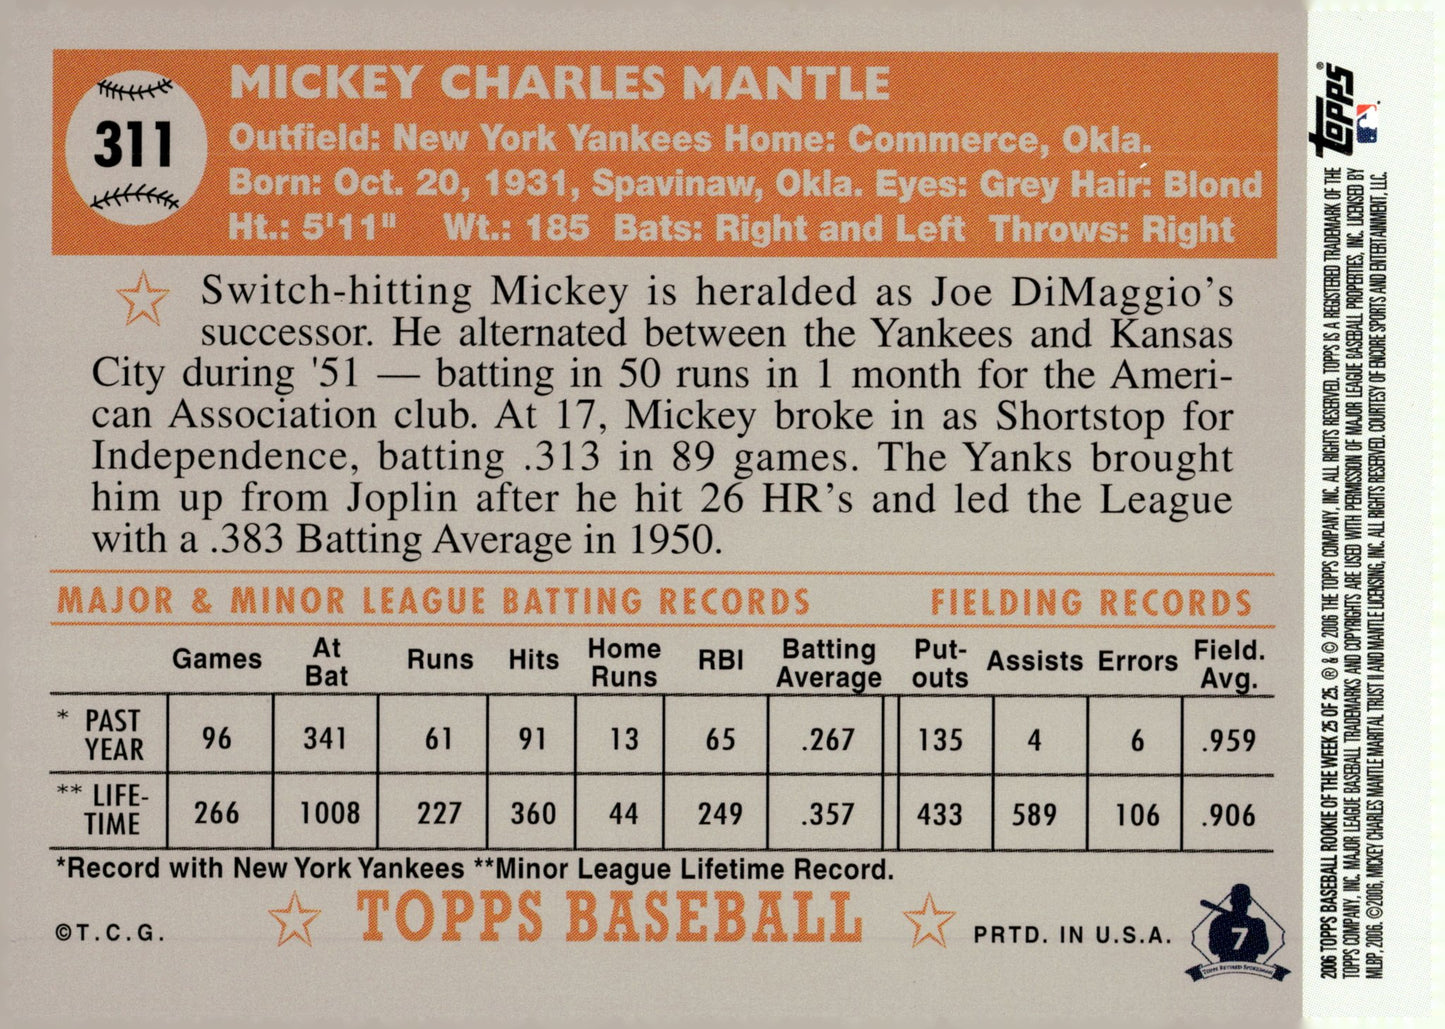 311
MICKEY CHARLES MANTLE
Outfield: New York Yankees Home: Commerce, Okla.
Born: Oct. 20, 1931, Spavinaw, Okla. Eyes: Grey Hair: Blond
Ht.: 5'11" Wt.: 185 Bats: Right and Left Throws: Right
Switch-hitting Mickey is heralded as Joe DiMaggio's
successor. He alternated between the Yankees and Kansas
City during '51 — batting in 50 runs in 1 month for the Ameri-
can Association club. At 17, Mickey broke in as Shortstop for
Independence, batting .313 in 89 games. The Yanks brought
him up from Joplin after he hit 26 HR's and led the League
with a .383 Batting Average in 1950.
MAJOR & MINOR LEAGUE BATTING RECORDS FIELDING RECORDS
Games At Bat Runs Hits Home Runs RBI Batting Average Put-outs Assists Errors Field. Avg.
* PAST YEAR 96 341 61 91 13 65 .267 135 4 6 .959
** LIFE-TIME 266 1008 227 360 44 249 .357 433 589 106 .906
*Record with New York Yankees **Minor League Lifetime Record.
©T.C.G. TOPPS BASEBALL PRTD. IN U.S.A.
7
TOPPS RETIRED SPORTSMAN
Topps®
2006 TOPPS BASEBALL ROOKIE OF THE WEEK 25 OF 25. ® & © 2006 THE TOPPS COMPANY, INC. ALL RIGHTS RESERVED. TOPPS IS A REGISTERED TRADEMARK OF THE
TOPPS COMPANY, INC. MAJOR LEAGUE BASEBALL TRADEMARKS AND COPYRIGHTS ARE USED WITH PERMISSION OF MAJOR LEAGUE BASEBALL PROPERTIES, INC. LICENSED BY
MLBP, 2006. ©2006, MICKEY CHARLES MANTLE MARITAL TRUST II AND MANTLE LICENSING, INC. ALL RIGHTS RESERVED. COURTESY OF ENCORE SPORTS AND ENTERTAINMENT, LLC.